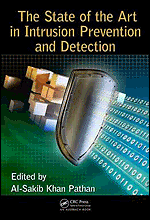 The State of the Art
in Intrusion Prevention
and Detection
Edited by
Al-Sakib Khan Pathan
CRC Press